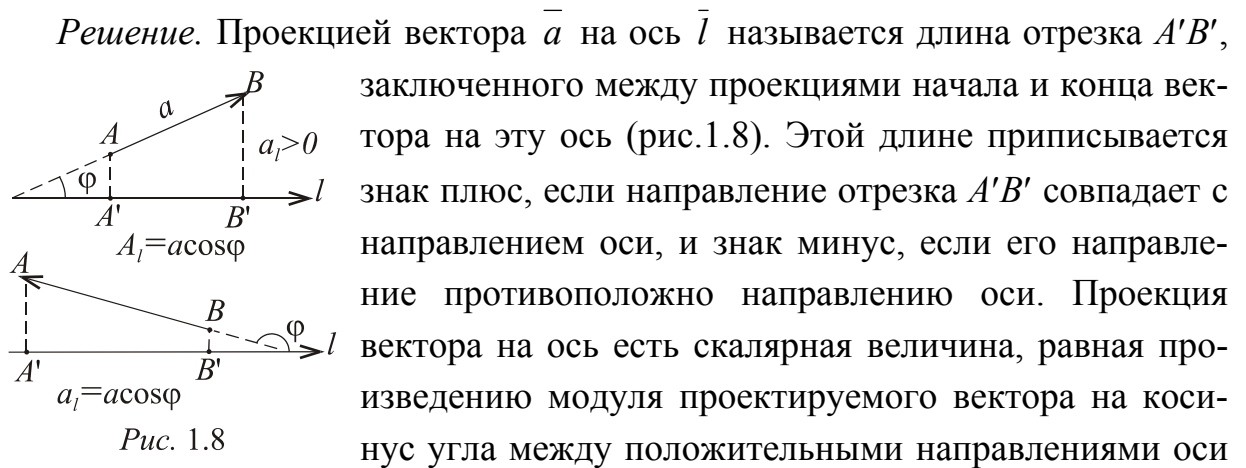 Решение. Проекцией вектора a̅ на ось l̅ называется длина отрезка A'B',
заключенного между проекциями начала и конца век-
тора на эту ось (рис.1.8). Этой длине приписывается
знак плюс, если направление отрезка A'B' совпадает с
направлением оси, и знак минус, если его направле-
ние противоположно направлению оси. Проекция
вектора на ось есть скалярная величина, равная про-
изведению модуля проектируемого вектора на коси-
нус угла между положительными направлениями оси
B
a
A
aₗ>0
φ
l
A' B'
Aₗ=acosφ
A
B
φ
l
A' B'
aₗ=acosφ
Рис. 1.8